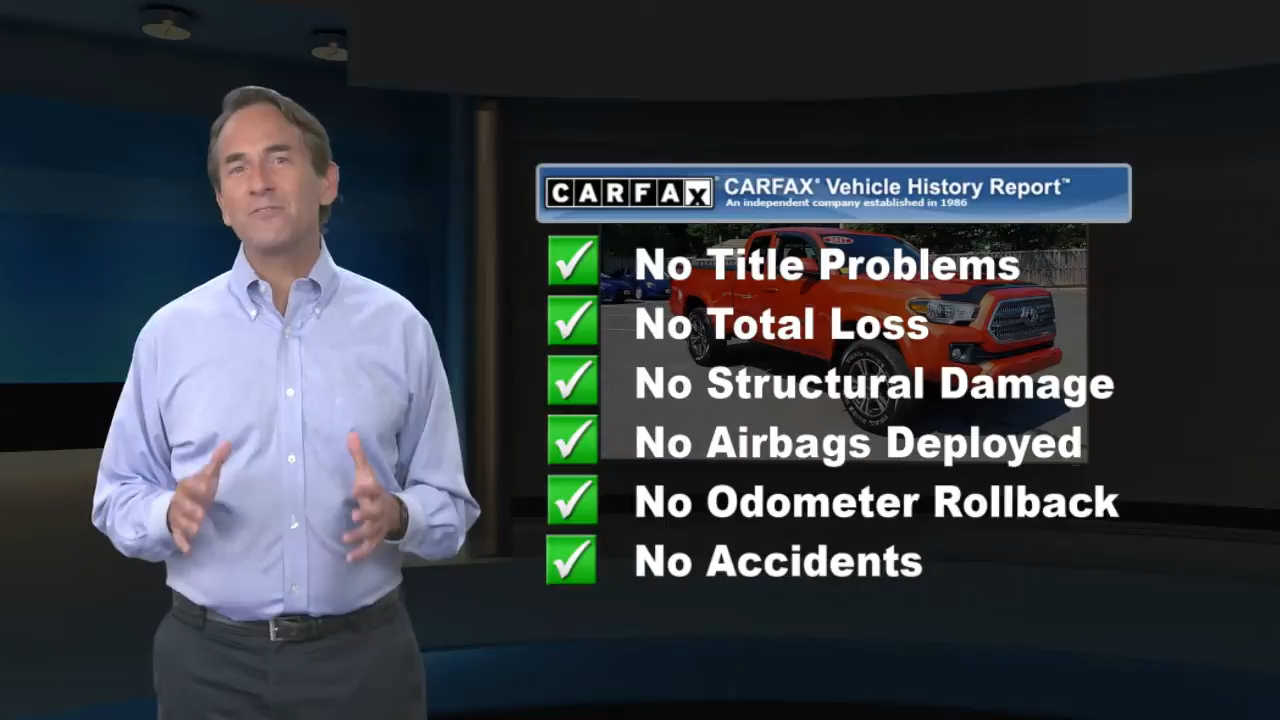 CARFAX® CARFAX® Vehicle History Report™
An independent company established in 1986
No Title Problems
No Total Loss
No Structural Damage
No Airbags Deployed
No Odometer Rollback
No Accidents
2017